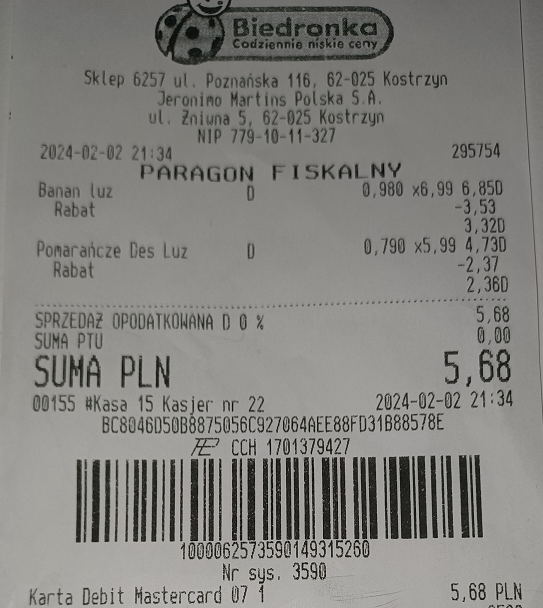 Biedronka
Codziennie niskie ceny
Sklep 6257 ul. Poznańska 116, 62-025 Kostrzyn
Jeronimo Martins Polska S.A.
ul. Żniwna 5, 62-025 Kostrzyn
NIP 779-10-11-327
2024-02-02 21:34 295754
PARAGON FISKALNY
Banan luz D 0,980 x6,99 6,85D
Rabat -3,53
3,32D
Pomarańcze Des Luz D 0,790 x5,99 4,73D
Rabat -2,37
2,36D
SPRZEDAŻ OPODATKOWANA D 0 % 5,68
SUMA PTU 0,00
SUMA PLN 5,68
00155 #Kasa 15 Kasjer nr 22 2024-02-02 21:34
BC8046D50B8875056C927064AEE88FD31B88578E
CCH 1701379427
1000062573590149315260
Nr sys. 3590
Karta Debit Mastercard 07 1 5,68 PLN